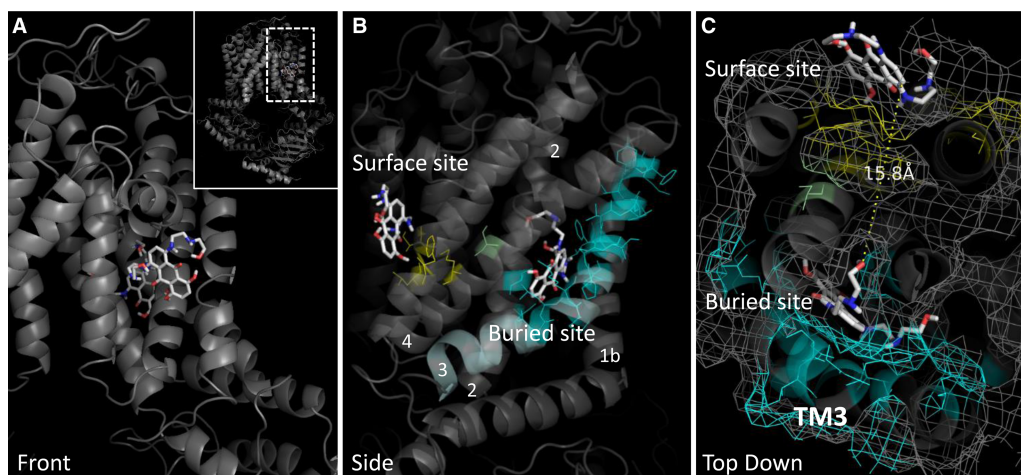 A
Front
B
Surface site
2
Buried site
4
3
2
1b
Side
C
Surface site
15.8Å
Buried site
TM3
Top Down